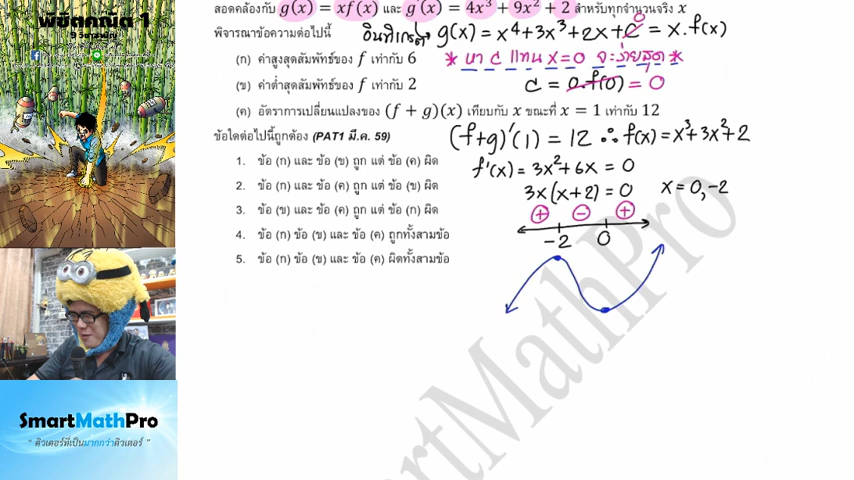 พิชิตคณิต 1
9 วิชาสามัญ
SmartMathPro
“ ติวเตอร์ที่เป็นมากกว่าติวเตอร์ ”
สอดคล้องกับ g(x) = xf(x) และ g′(x) = 4x³ + 9x² + 2 สำหรับทุกจำนวนจริง x
พิจารณาข้อความต่อไปนี้
อินทิเกรต g(x) = x⁴ + 3x³ + 2x + c = x·f(x)
0
(ก) ค่าสูงสุดสัมพัทธ์ของ f เท่ากับ 6
* หา c แทน x = 0 จะง่ายสุด *
(ข) ค่าต่ำสุดสัมพัทธ์ของ f เท่ากับ 2
c = 0·f(0) = 0
(ค) อัตราการเปลี่ยนแปลงของ (f + g)(x) เทียบกับ x ขณะที่ x = 1 เท่ากับ 12
ข้อใดต่อไปนี้ถูกต้อง (PAT1 มี.ค. 59)
(f+g)′(1) = 12 ∴ f(x) = x³+3x²+2
1. ข้อ (ก) และ ข้อ (ข) ถูก แต่ ข้อ (ค) ผิด
f′(x) = 3x²+6x = 0
2. ข้อ (ก) และ ข้อ (ค) ถูก แต่ ข้อ (ข) ผิด
3x(x+2) = 0 x = 0, -2
3. ข้อ (ข) และ ข้อ (ค) ถูก แต่ ข้อ (ก) ผิด
+ − +
4. ข้อ (ก) ข้อ (ข) และ ข้อ (ค) ถูกทั้งสามข้อ
-2 0
5. ข้อ (ก) ข้อ (ข) และ ข้อ (ค) ผิดทั้งสามข้อ
SmartMathPro